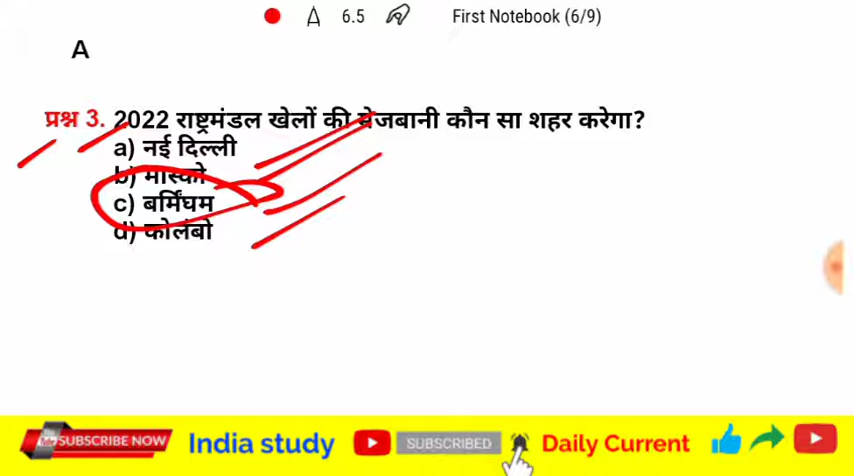 6.5 First Notebook (6/9)
A
प्रश्न 3. 2022 राष्ट्रमंडल खेलों की मेजबानी कौन सा शहर करेगा?
a) नई दिल्ली
b) मास्को
c) बर्मिंघम
d) कोलंबो
SUBSCRIBE NOW India study SUBSCRIBED Daily Current